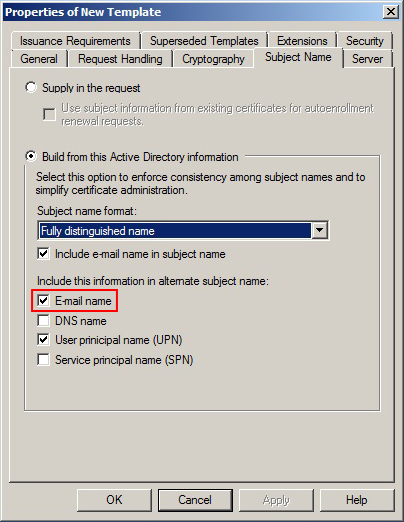 Properties of New Template
Issuance Requirements Superseded Templates Extensions Security
General Request Handling Cryptography Subject Name Server
Supply in the request
Use subject information from existing certificates for autoenrollment
renewal requests.
Build from this Active Directory information
Select this option to enforce consistency among subject names and to
simplify certificate administration.
Subject name format:
Fully distinguished name
Include e-mail name in subject name
Include this information in alternate subject name:
E-mail name
DNS name
User prinicipal name (UPN)
Service principal name (SPN)
OK Cancel Apply Help